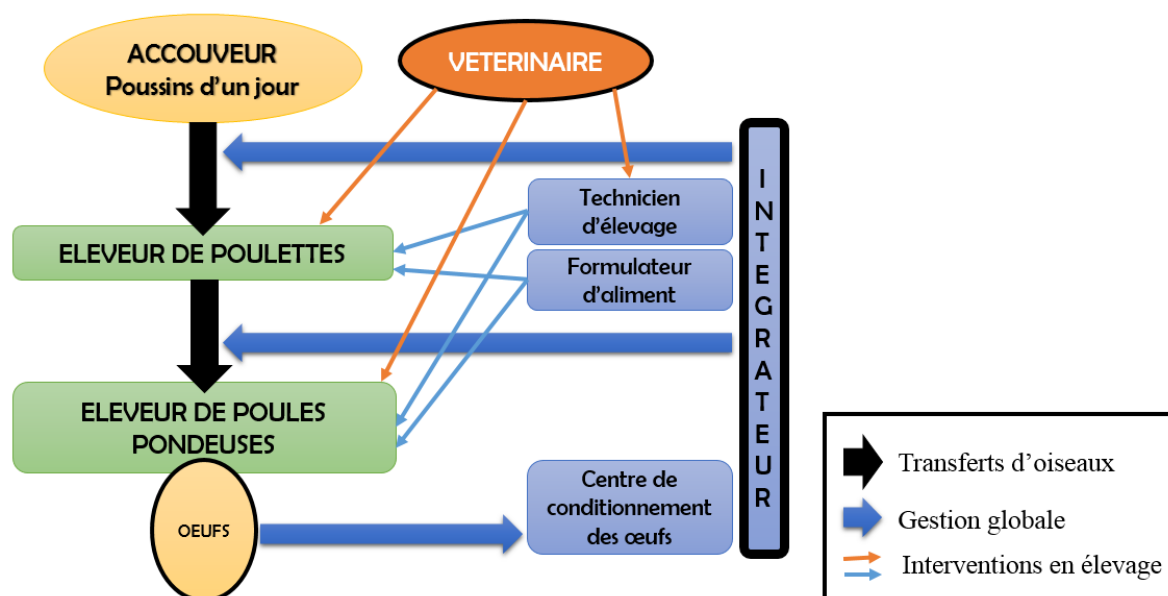 ACCOUVEUR
Poussins d'un jour
VETERINAIRE
INTEGRATEUR
Technicien
d'élevage
ELEVEUR DE POULETTES
Formulateur
d'aliment
ELEVEUR DE POULES
PONDEUSES
OEUFS
Centre de
conditionnement
des œufs
Transferts d'oiseaux
Gestion globale
Interventions en élevage